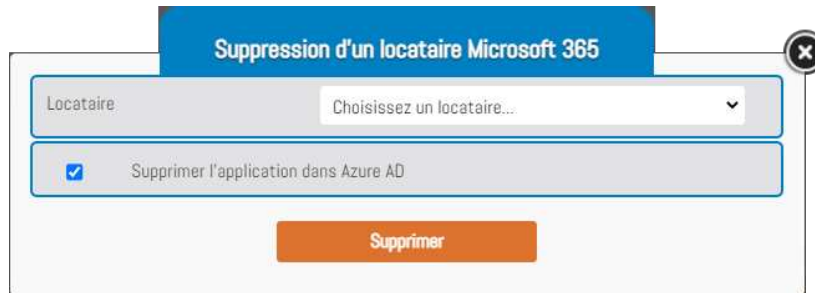 Suppression d'un locataire Microsoft 365
Locataire
Choisissez un locataire...
Supprimer l'application dans Azure AD
Supprimer